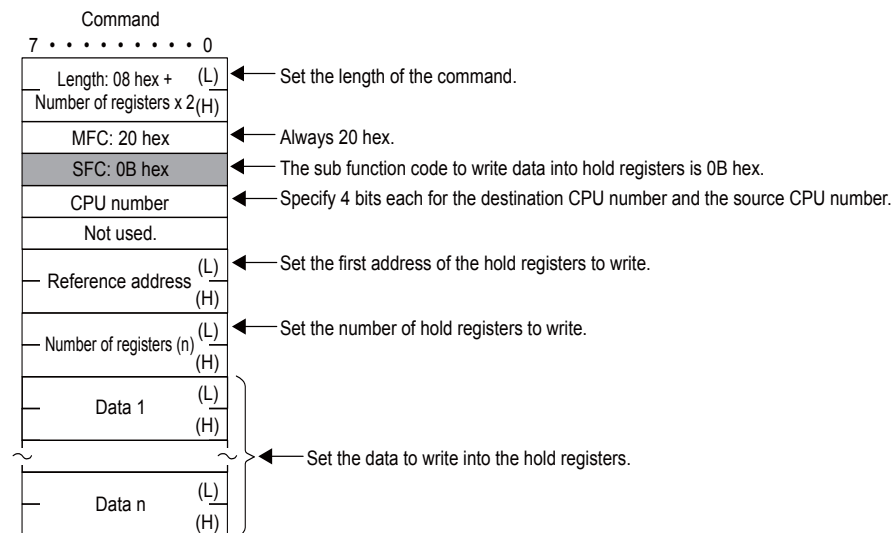 Command
7 • • • • • • • • • 0
Length: 08 hex + (L)
Number of registers x 2 (H)
Set the length of the command.
MFC: 20 hex
Always 20 hex.
SFC: 0B hex
The sub function code to write data into hold registers is 0B hex.
CPU number
Specify 4 bits each for the destination CPU number and the source CPU number.
Not used.
Reference address (L)
(H)
Set the first address of the hold registers to write.
Number of registers (n) (L)
(H)
Set the number of hold registers to write.
Data 1 (L)
(H)
Set the data to write into the hold registers.
Data n (L)
(H)